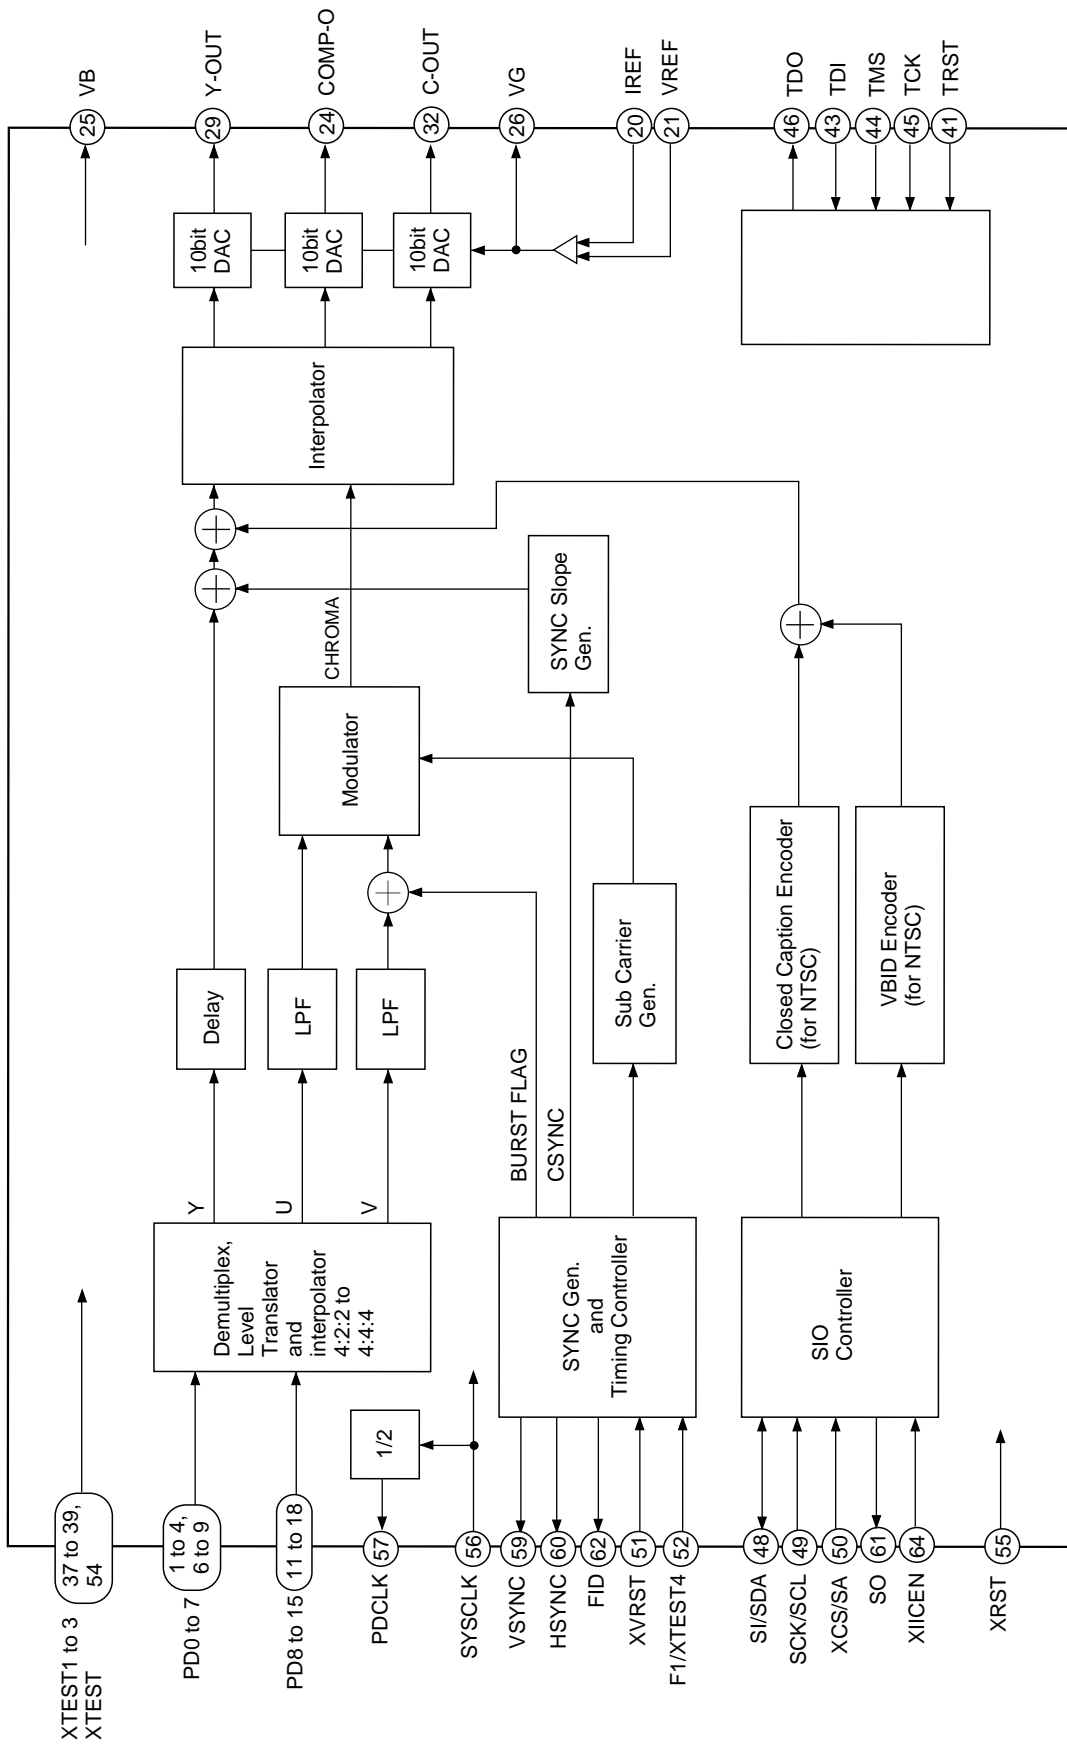 XTEST1 to 3
XTEST
37 to 39,
54
PD0 to 7
1 to 4,
6 to 9
PD8 to 15
11 to 18
PDCLK
57
1/2
SYSCLK
56
VSYNC
59
HSYNC
60
FID
62
XVRST
51
F1/XTEST4
52
SI/SDA
48
SCK/SCL
49
XCS/SA
50
SO
61
XIICEN
64
XRST
55
Demultiplex,
Level
Translator
and
interpolator
4:2:2 to
4:4:4
SYNC Gen.
and
Timing Controller
SIO
Controller
Y
U
V
BURST FLAG
CSYNC
Delay
LPF
LPF
Sub Carrier
Gen.
Closed Caption Encoder
(for NTSC)
VBID Encoder
(for NTSC)
Modulator
CHROMA
SYNC Slope
Gen.
Interpolator
10bit
DAC
10bit
DAC
10bit
DAC
25
VB
29
Y-OUT
24
COMP-O
32
C-OUT
26
VG
20
IREF
21
VREF
46
TDO
43
TDI
44
TMS
45
TCK
41
TRST